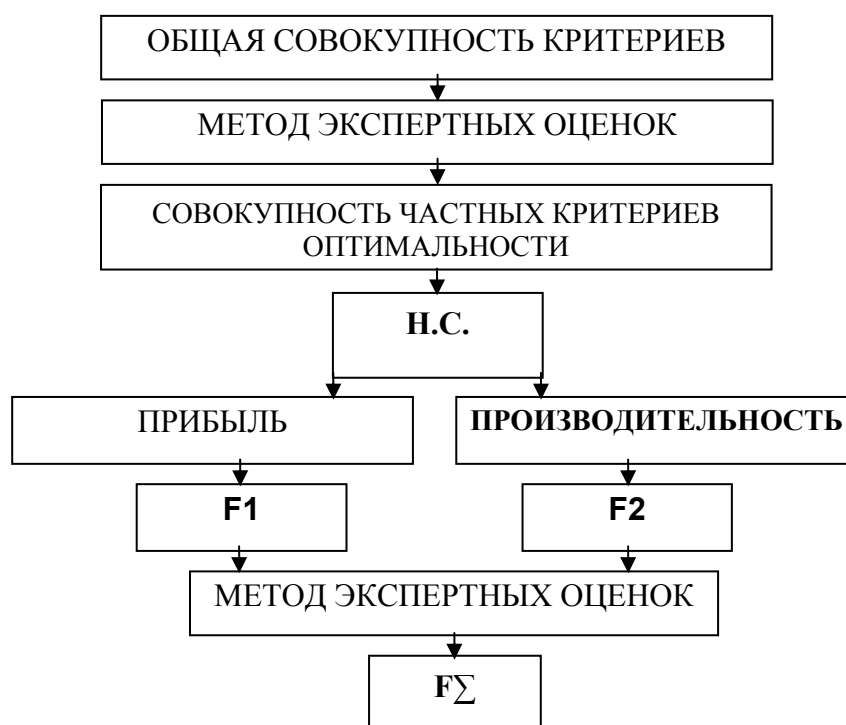 ОБЩАЯ СОВОКУПНОСТЬ КРИТЕРИЕВ
МЕТОД ЭКСПЕРТНЫХ ОЦЕНОК
СОВОКУПНОСТЬ ЧАСТНЫХ КРИТЕРИЕВ
ОПТИМАЛЬНОСТИ
Н.С.
ПРИБЫЛЬ
ПРОИЗВОДИТЕЛЬНОСТЬ
F1
F2
МЕТОД ЭКСПЕРТНЫХ ОЦЕНОК
F∑